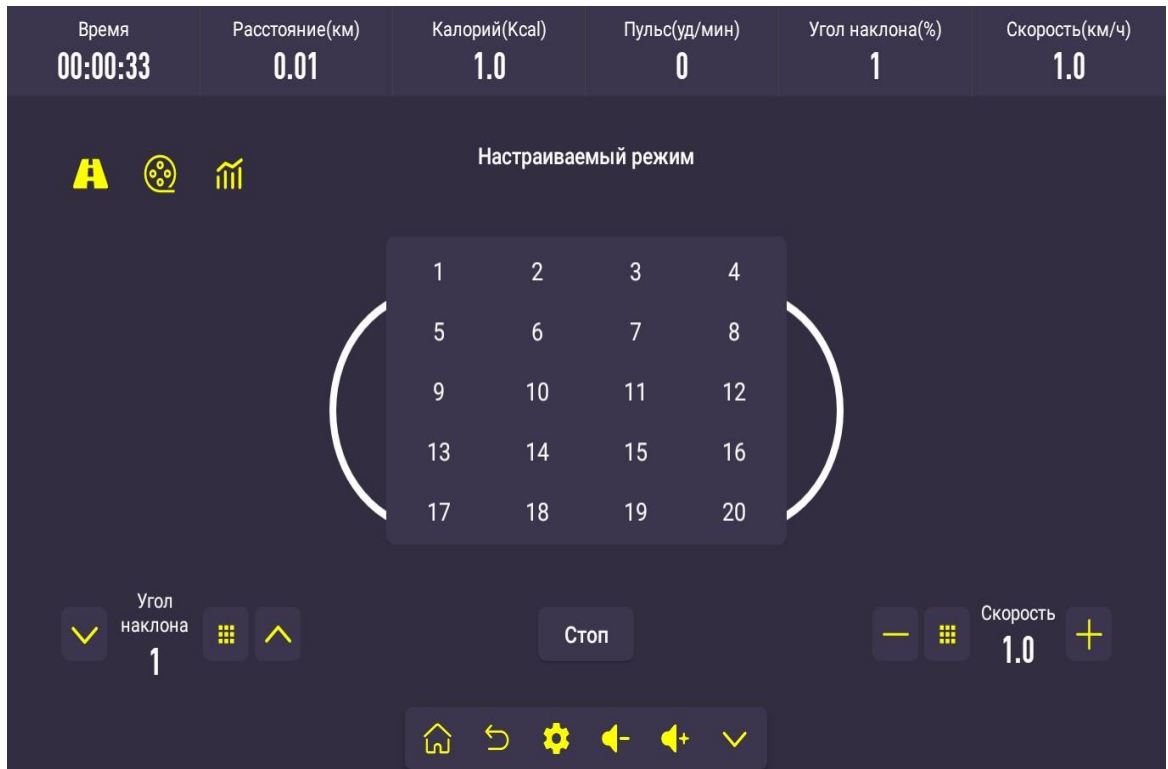 Время Расстояние(км) Калорий(Kcal) Пульс(уд/мин) Угол наклона(%) Скорость(км/ч)
00:00:33 0.01 1.0 0 1 1.0
Настраиваемый режим
1 2 3 4
5 6 7 8
9 10 11 12
13 14 15 16
17 18 19 20
Угол
наклона
1
Стоп
Скорость
1.0